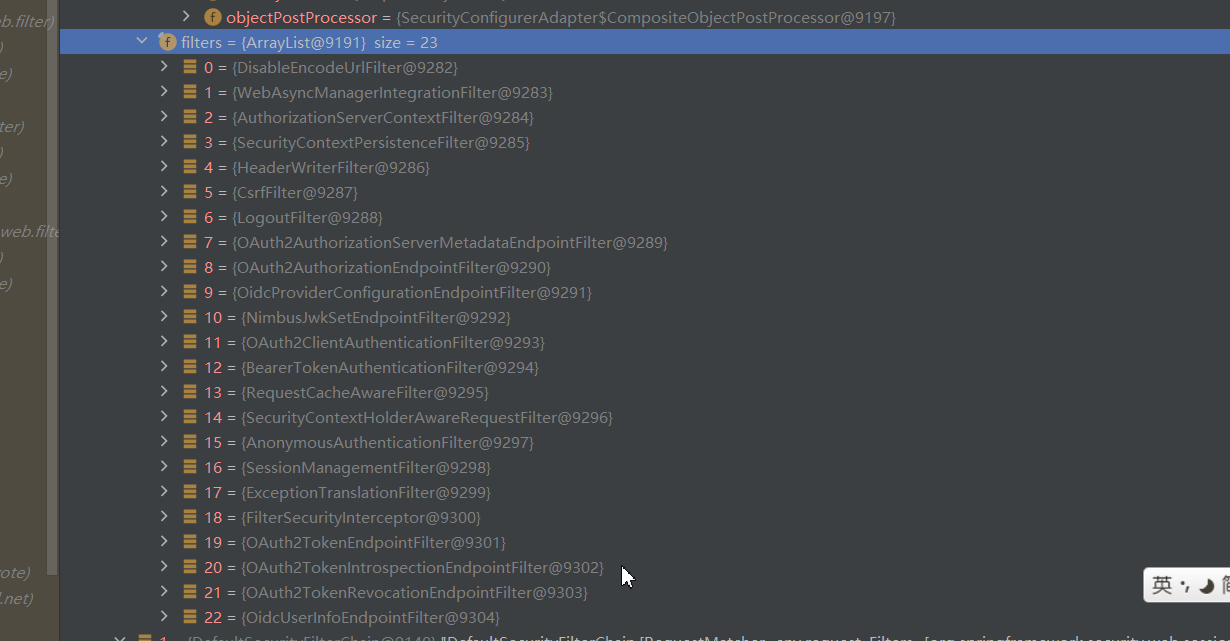 objectPostProcessor = {SecurityConfigurerAdapter$CompositeObjectPostProcessor@9197}
b.filter)
filters = {ArrayList@9191} size = 23
)
0 = {DisableEncodeUrlFilter@9282}
e)
1 = {WebAsyncManagerIntegrationFilter@9283}
2 = {AuthorizationServerContextFilter@9284}
ter)
3 = {SecurityContextPersistenceFilter@9285}
)
4 = {HeaderWriterFilter@9286}
e)
5 = {CsrfFilter@9287}
6 = {LogoutFilter@9288}
web.filte
7 = {OAuth2AuthorizationServerMetadataEndpointFilter@9289}
)
8 = {OAuth2AuthorizationEndpointFilter@9290}
e)
9 = {OidcProviderConfigurationEndpointFilter@9291}
10 = {NimbusJwkSetEndpointFilter@9292}
11 = {OAuth2ClientAuthenticationFilter@9293}
12 = {BearerTokenAuthenticationFilter@9294}
13 = {RequestCacheAwareFilter@9295}
14 = {SecurityContextHolderAwareRequestFilter@9296}
15 = {AnonymousAuthenticationFilter@9297}
16 = {SessionManagementFilter@9298}
17 = {ExceptionTranslationFilter@9299}
18 = {FilterSecurityInterceptor@9300}
19 = {OAuth2TokenEndpointFilter@9301}
20 = {OAuth2TokenIntrospectionEndpointFilter@9302}
ote)
21 = {OAuth2TokenRevocationEndpointFilter@9303}
英 简
.net)
22 = {OidcUserInfoEndpointFilter@9304}